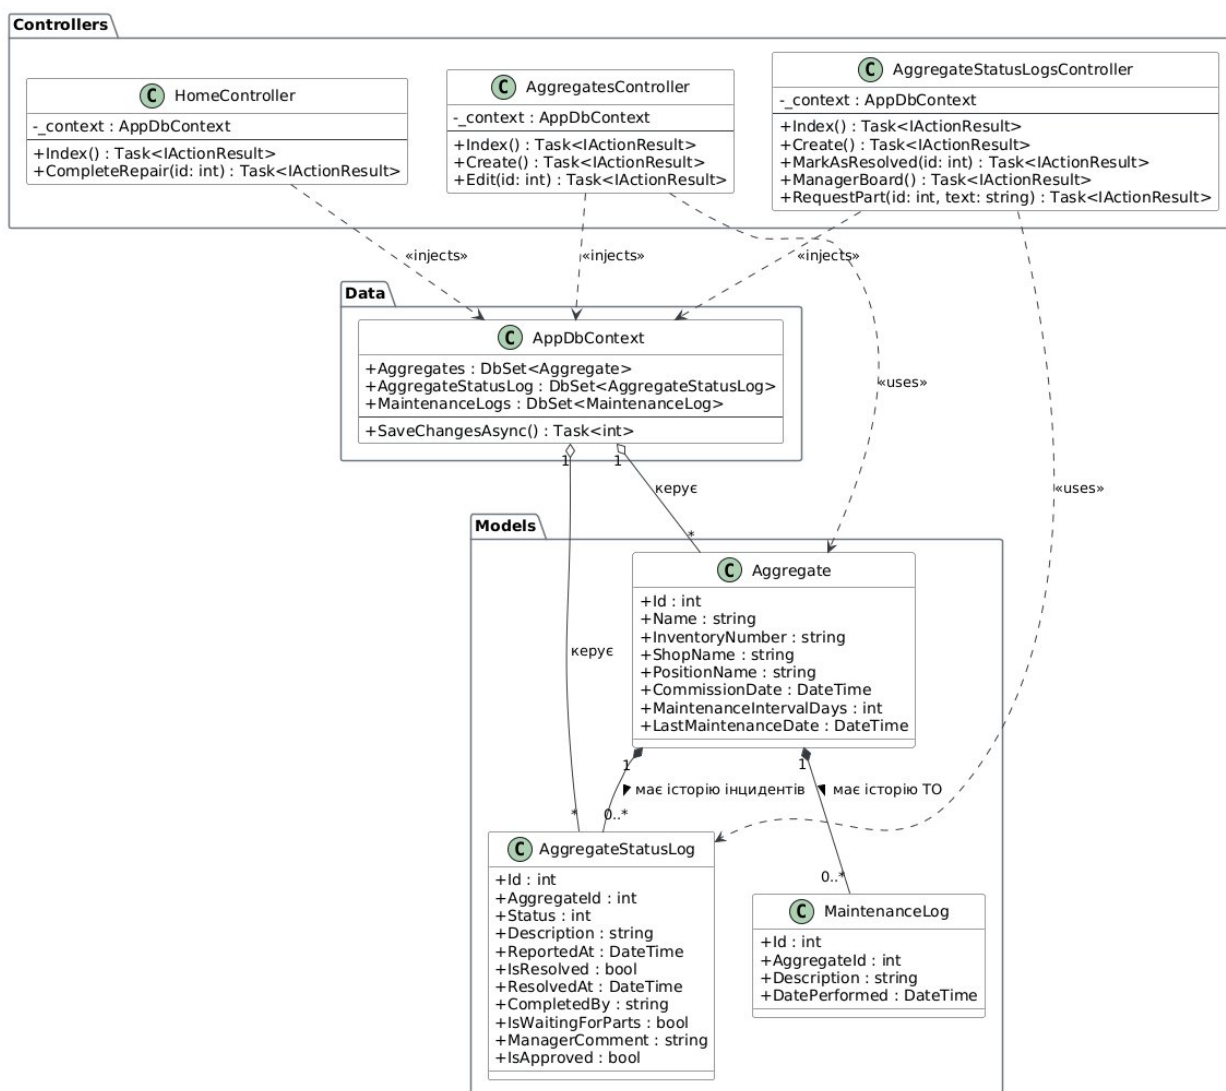 Controllers
C HomeController
-_context : AppDbContext
+Index() : Task<IActionResult>
+CompleteRepair(id: int) : Task<IActionResult>
C AggregatesController
-_context : AppDbContext
+Index() : Task<IActionResult>
+Create() : Task<IActionResult>
+Edit(id: int) : Task<IActionResult>
C AggregateStatusLogsController
-_context : AppDbContext
+Index() : Task<IActionResult>
+Create() : Task<IActionResult>
+MarkAsResolved(id: int) : Task<IActionResult>
+ManagerBoard() : Task<IActionResult>
+RequestPart(id: int, text: string) : Task<IActionResult>
«injects»
«injects»
«injects»
Data
C AppDbContext
+Aggregates : DbSet<Aggregate>
+AggregateStatusLog : DbSet<AggregateStatusLog>
+MaintenanceLogs : DbSet<MaintenanceLog>
+SaveChangesAsync() : Task<int>
«uses»
1
1
керує
«uses»
*
Models
C Aggregate
+Id : int
+Name : string
+InventoryNumber : string
+ShopName : string
+PositionName : string
+CommissionDate : DateTime
+MaintenanceIntervalDays : int
+LastMaintenanceDate : DateTime
керує
1
1
має історію інцидентів
має історію ТО
*
0..*
0..*
C AggregateStatusLog
+Id : int
+AggregateId : int
+Status : int
+Description : string
+ReportedAt : DateTime
+IsResolved : bool
+ResolvedAt : DateTime
+CompletedBy : string
+IsWaitingForParts : bool
+ManagerComment : string
+IsApproved : bool
C MaintenanceLog
+Id : int
+AggregateId : int
+Description : string
+DatePerformed : DateTime